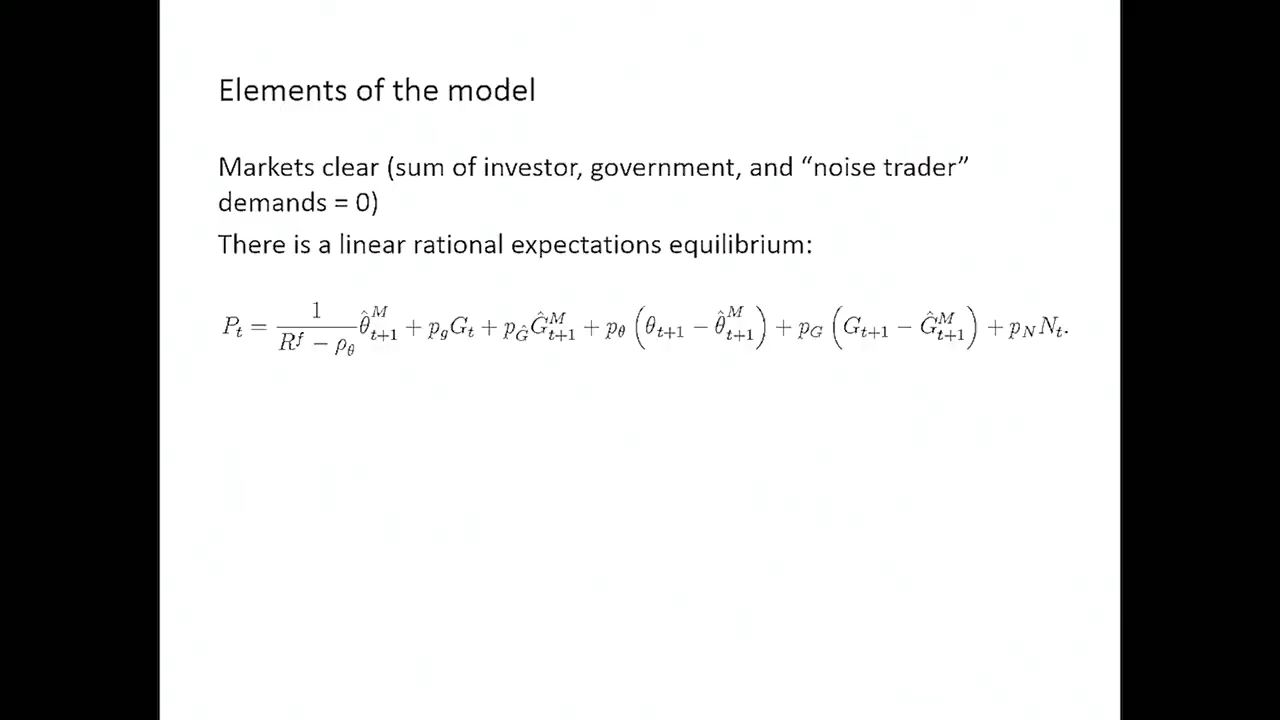 Elements of the model
Markets clear (sum of investor, government, and “noise trader”
demands = 0)
There is a linear rational expectations equilibrium:
$P_t = \frac{1}{R^f - \rho_\theta} \hat{\theta}^M_{t+1} + p_g G_t + p_{\hat{G}} \hat{G}^M_{t+1} + p_\theta \left( \theta_{t+1} - \hat{\theta}^M_{t+1} \right) + p_G \left( G_{t+1} - \hat{G}^M_{t+1} \right) + p_N N_t.$